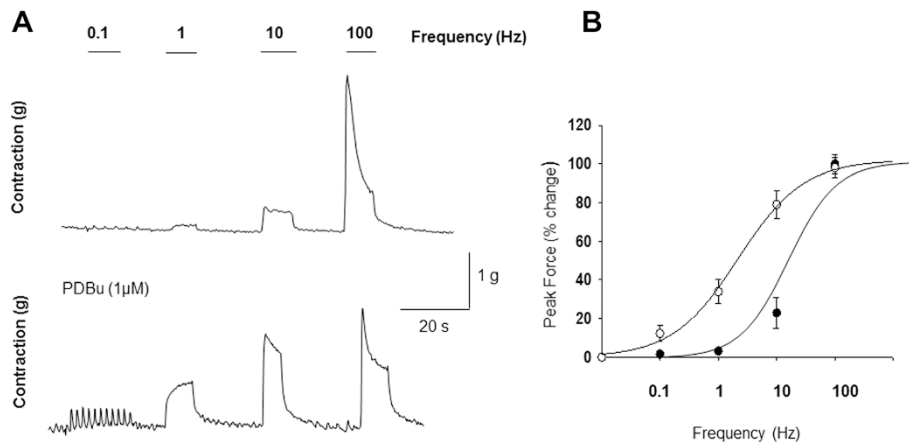 A
0.1 1 10 100 Frequency (Hz)
Contraction (g)
PDBu (1µM)
1 g
20 s
Contraction (g)
B
120
100
80
60
40
20
0
Peak Force (% change)
0.1 1 10 100
Frequency (Hz)